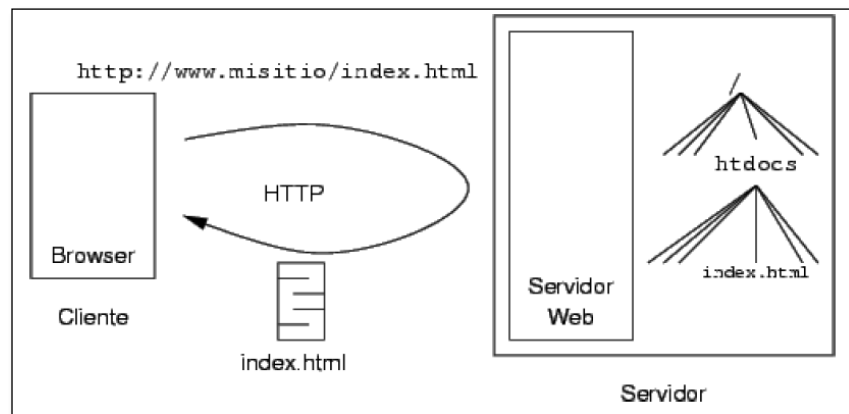 http://www.misitio/index.html
/
htdocs
HTTP
Browser
index.html
Servidor
Web
Cliente
index.html
Servidor